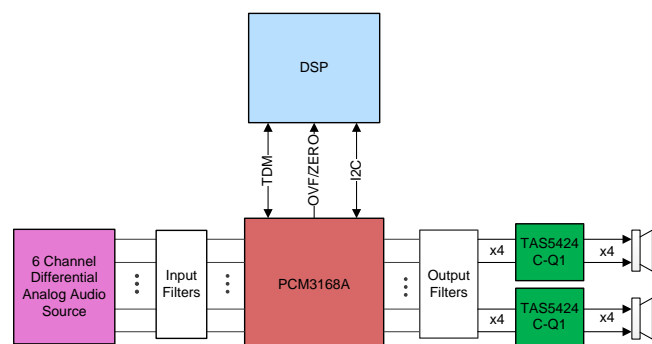 DSP
TDM
OVF/ZERO
I2C
6 Channel
Differential
Analog Audio
Source
Input
Filters
PCM3168A
Output
Filters
x4
TAS5424
C-Q1
x4
x4
TAS5424
C-Q1
x4